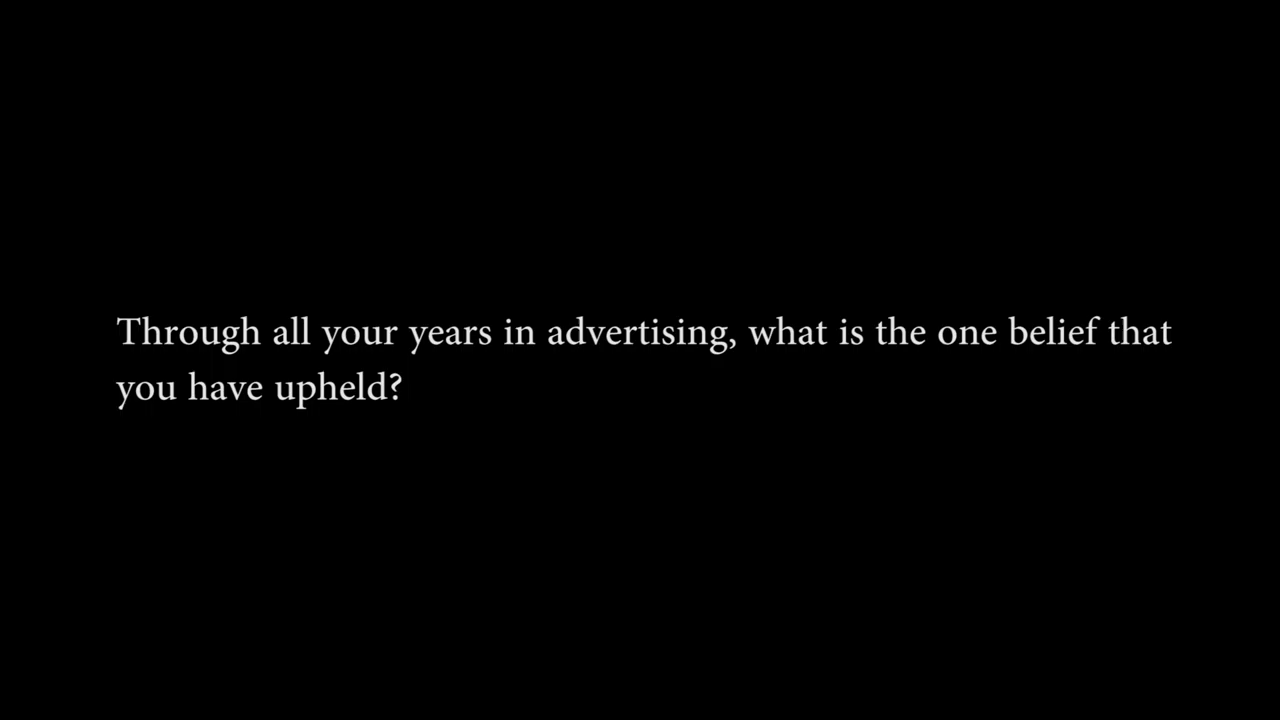 Through all your years in advertising, what is the one belief that
you have upheld?